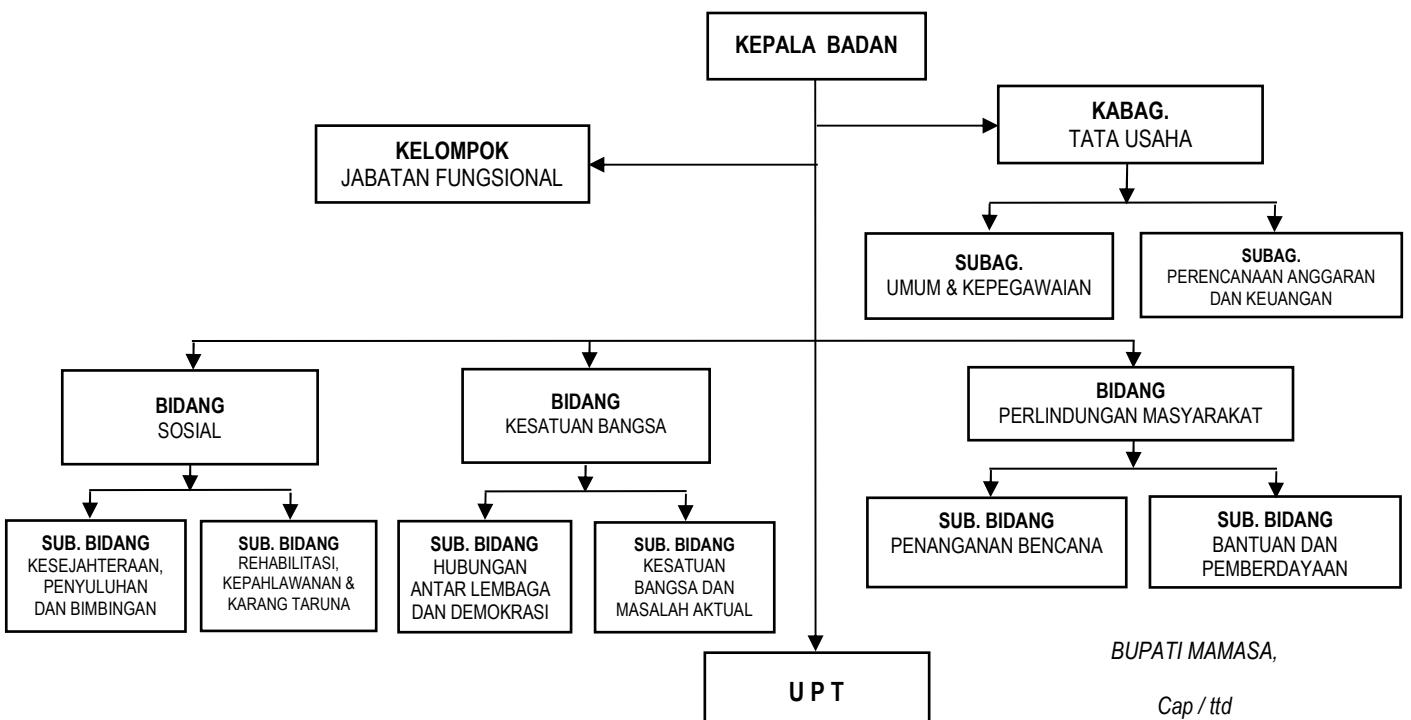 KEPALA BADAN
KABAG.
TATA USAHA
KELOMPOK
JABATAN FUNGSIONAL
SUBAG.
UMUM & KEPEGAWAIAN
SUBAG.
PERENCANAAN ANGGARAN
DAN KEUANGAN
BIDANG
SOSIAL
BIDANG
KESATUAN BANGSA
BIDANG
PERLINDUNGAN MASYARAKAT
SUB. BIDANG
KESEJAHTERAAN,
PENYULUHAN
DAN BIMBINGAN
SUB. BIDANG
REHABILITASI,
KEPAHLAWANAN &
KARANG TARUNA
SUB. BIDANG
HUBUNGAN
ANTAR LEMBAGA
DAN DEMOKRASI
SUB. BIDANG
KESATUAN
BANGSA DAN
MASALAH AKTUAL
SUB. BIDANG
PENANGANAN BENCANA
SUB. BIDANG
BANTUAN DAN
PEMBERDAYAAN
U P T
BUPATI MAMASA,
Cap / ttd